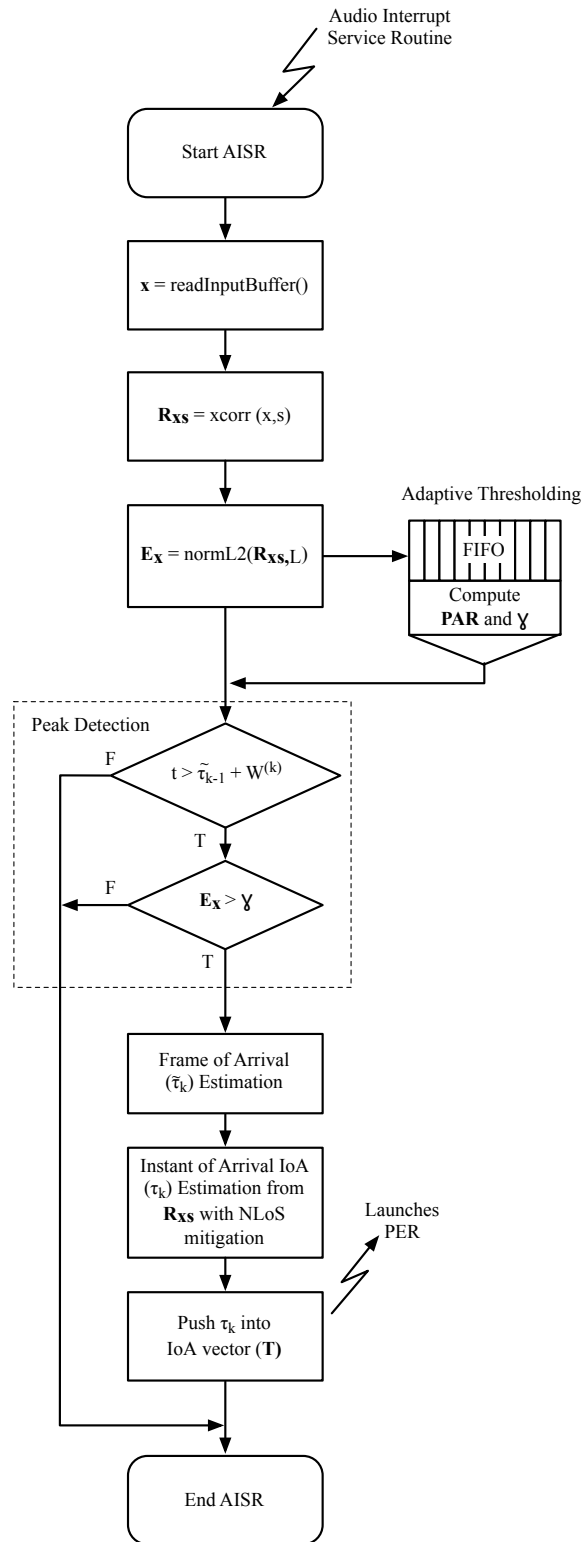 Audio Interrupt
Service Routine
Start AISR
x = readInputBuffer()
Rxs = xcorr (x,s)
Adaptive Thresholding
Ex = normL2(Rxs,L)
FIFO
Compute
PAR and ɣ
Peak Detection
F
t > τ̃k-1 + W(k)
T
F
Ex > ɣ
T
Frame of Arrival
(τ̃k) Estimation
Instant of Arrival IoA
(τk) Estimation from
Rxs with NLoS
mitigation
Launches
PER
Push τk into
IoA vector (T)
End AISR